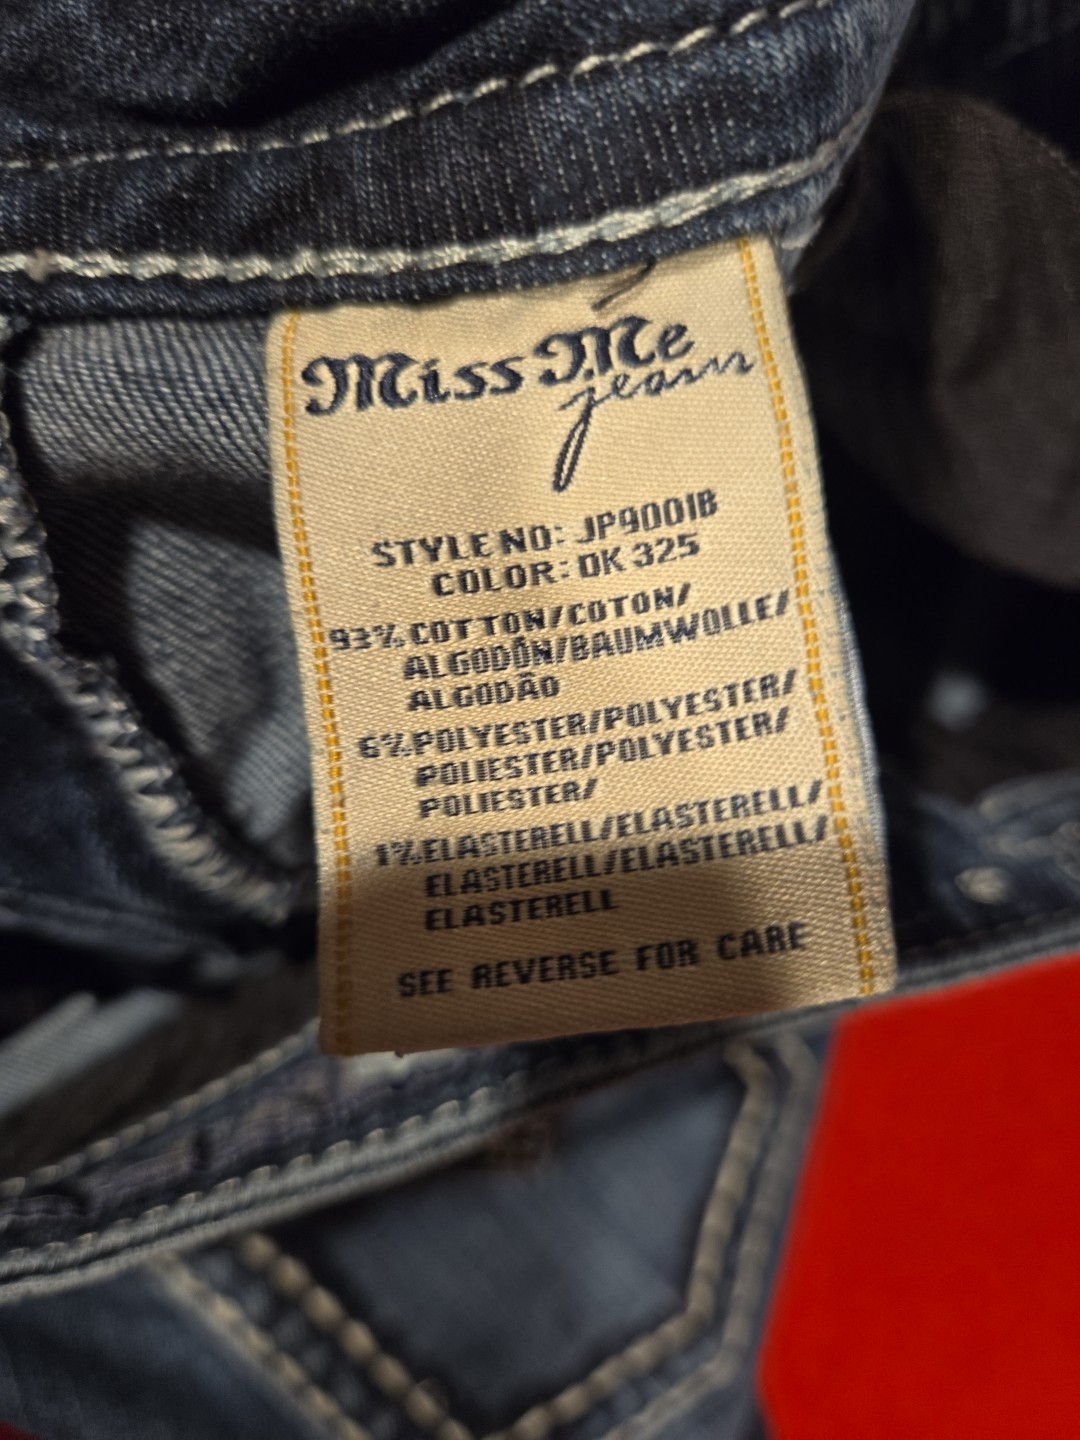 Miss Me
jeans
STYLE NO: JP9001B
COLOR: DK 325
93% COTTON/COTON/
ALGODÓN/BAUMWOLLE/
ALGODÃO
6% POLYESTER/POLYESTER/
POLIESTER/POLYESTER/
POLIESTER/
1% ELASTERELL/ELASTERELL/
ELASTERELL/ELASTERELL/
ELASTERELL
SEE REVERSE FOR CARE